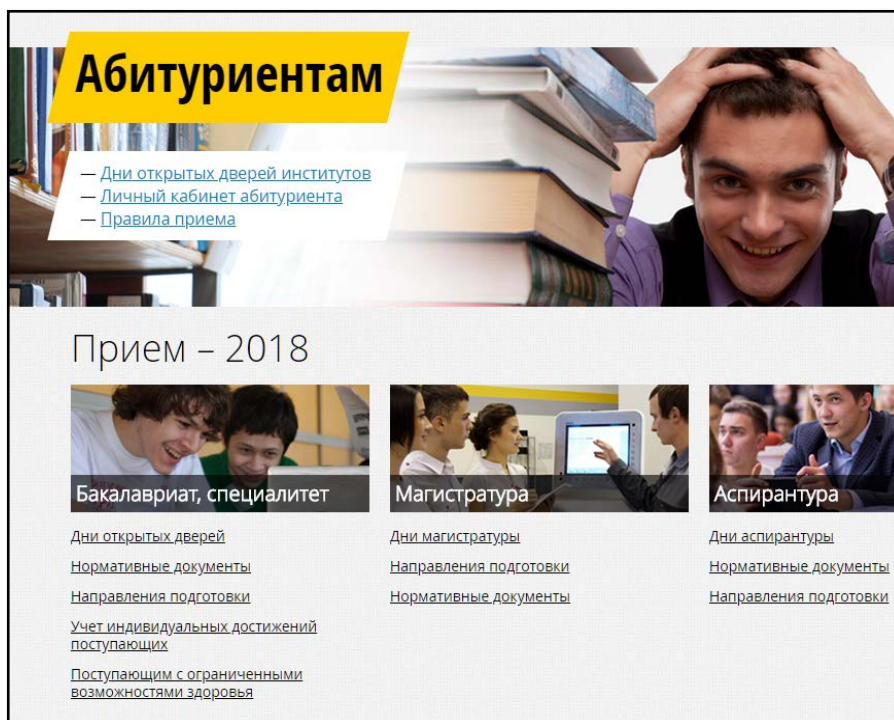 Абитуриентам
— Дни открытых дверей институтов
— Личный кабинет абитуриента
— Правила приема
Прием – 2018
Бакалавриат, специалитет
Дни открытых дверей
Нормативные документы
Направления подготовки
Учет индивидуальных достижений
поступающих
Поступающим с ограниченными
возможностями здоровья
Магистратура
Дни магистратуры
Направления подготовки
Нормативные документы
Аспирантура
Дни аспирантуры
Нормативные документы
Направления подготовки